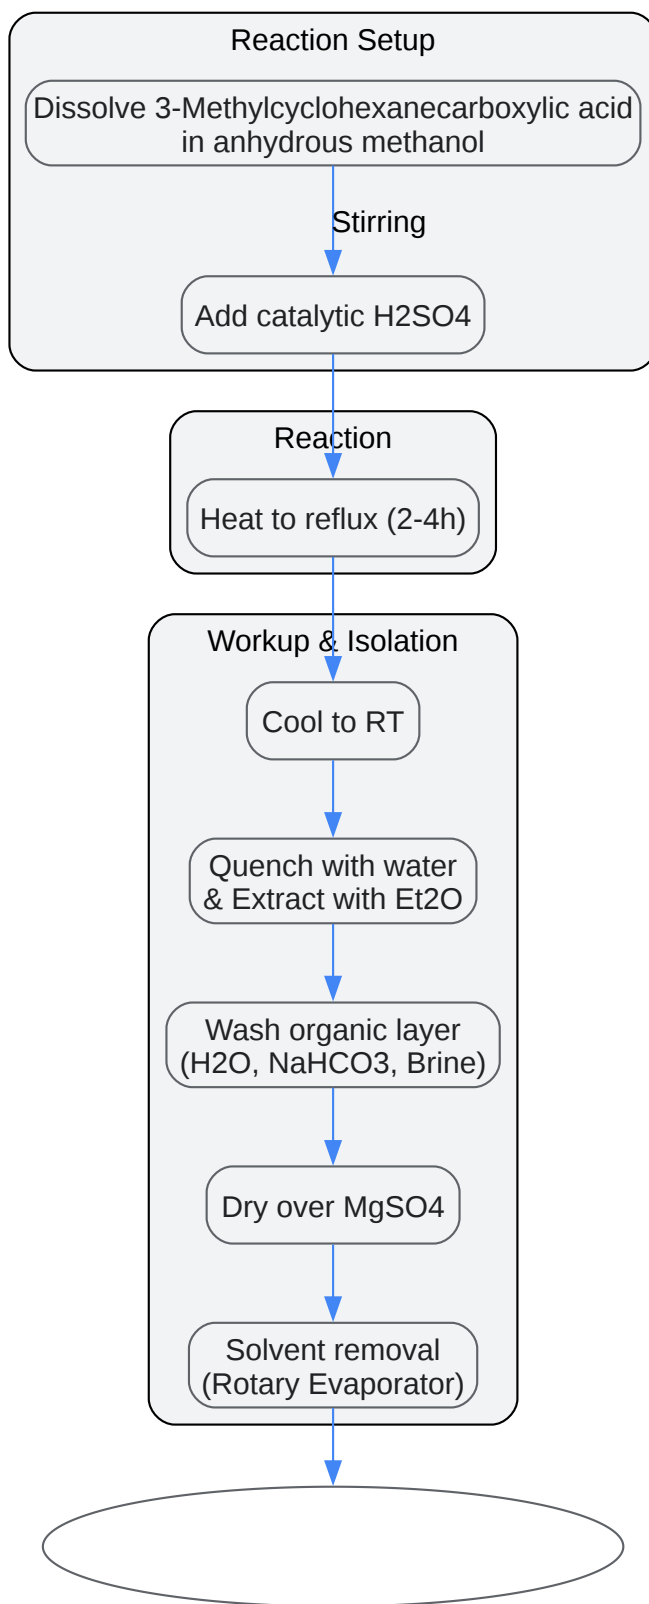 Reaction Setup
Dissolve 3-Methylcyclohexanecarboxylic acid
in anhydrous methanol
Stirring
Add catalytic H2SO4
Reaction
Heat to reflux (2-4h)
Workup & Isolation
Cool to RT
Quench with water
& Extract with Et2O
Wash organic layer
(H2O, NaHCO3, Brine)
Dry over MgSO4
Solvent removal
(Rotary Evaporator)